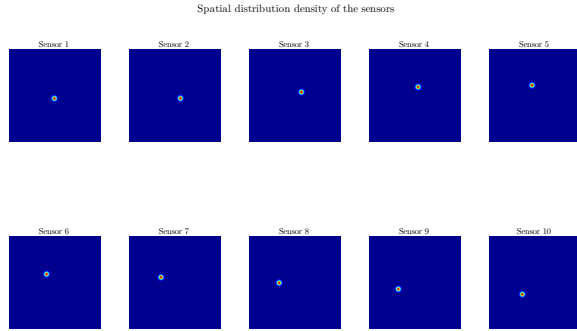 Spatial distribution density of the sensors
Sensor 1
Sensor 2
Sensor 3
Sensor 4
Sensor 5
Sensor 6
Sensor 7
Sensor 8
Sensor 9
Sensor 10